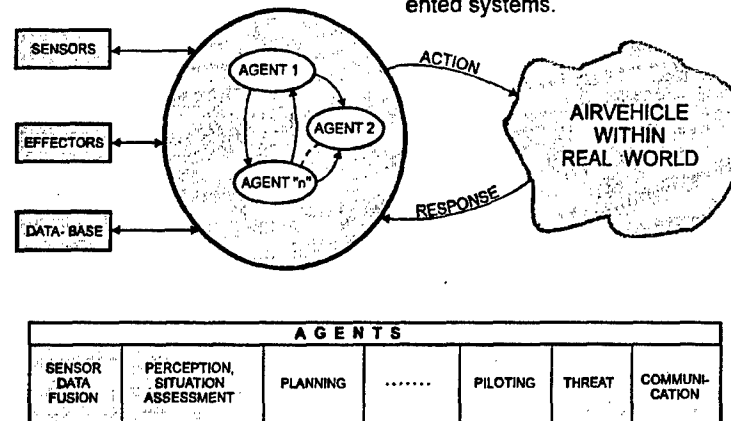 ented systems.
SENSORS
EFFECTORS
DATA-BASE
AGENT 1
AGENT 2
AGENT "n"
ACTION
RESPONSE
AIRVEHICLE
WITHIN
REAL WORLD
AGENTS
SENSOR
DATA
FUSION
PERCEPTION,
SITUATION
ASSESSMENT
PLANNING
.......
PILOTING
THREAT
COMMUNI-
CATION